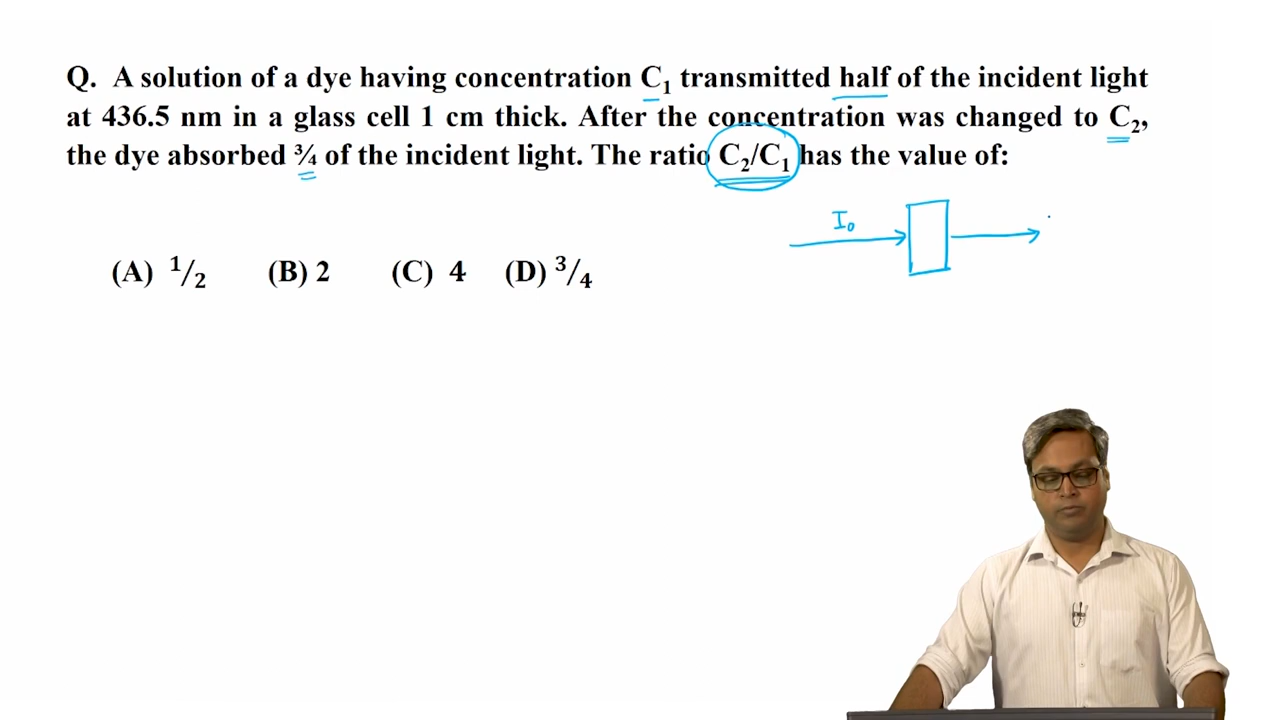 Q. A solution of a dye having concentration C₁ transmitted half of the incident light
at 436.5 nm in a glass cell 1 cm thick. After the concentration was changed to C₂,
the dye absorbed ¾ of the incident light. The ratio C₂/C₁ has the value of:
I₀
(A) ¹/₂ (B) 2 (C) 4 (D) ³/₄